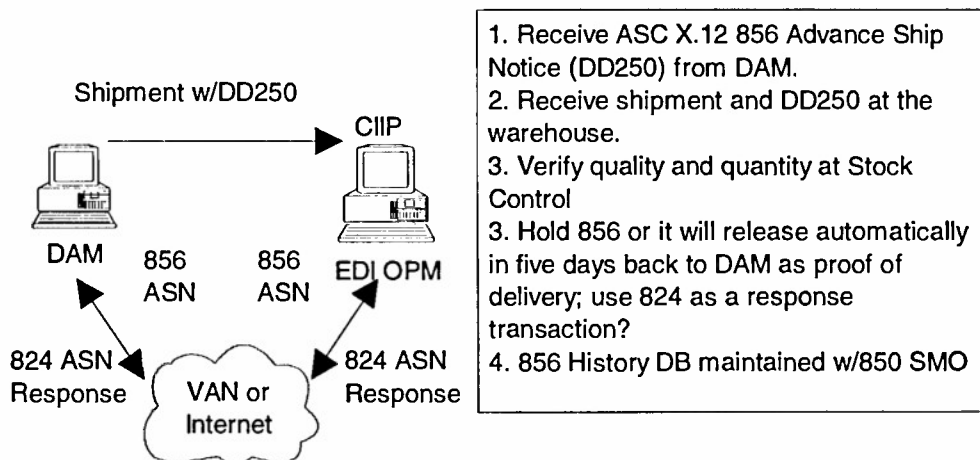 Shipment w/DD250
CIIP
DAM
856
ASN
856
ASN
EDI OPM
824 ASN
Response
VAN or
Internet
824 ASN
Response
1. Receive ASC X.12 856 Advance Ship
Notice (DD250) from DAM.
2. Receive shipment and DD250 at the
warehouse.
3. Verify quality and quantity at Stock
Control
3. Hold 856 or it will release automatically
in five days back to DAM as proof of
delivery; use 824 as a response
transaction?
4. 856 History DB maintained w/850 SMO